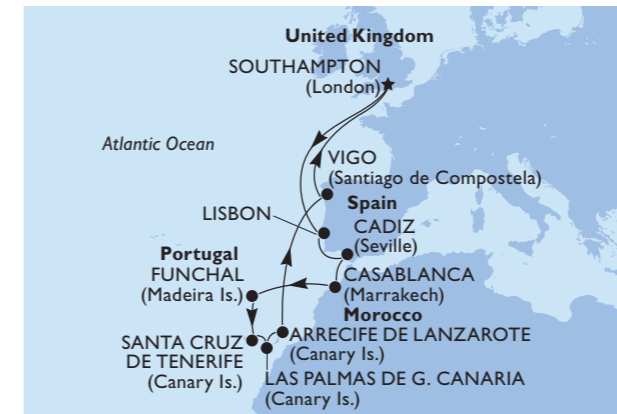 United Kingdom
SOUTHAMPTON
(London)
Atlantic Ocean
VIGO
(Santiago de Compostela)
Spain
LISBON
CADIZ
(Seville)
Portugal
FUNCHAL
(Madeira Is.)
CASABLANCA
(Marrakech)
Morocco
SANTA CRUZ
DE TENERIFE
(Canary Is.)
ARRECIFE DE LANZAROTE
(Canary Is.)
LAS PALMAS DE G. CANARIA
(Canary Is.)